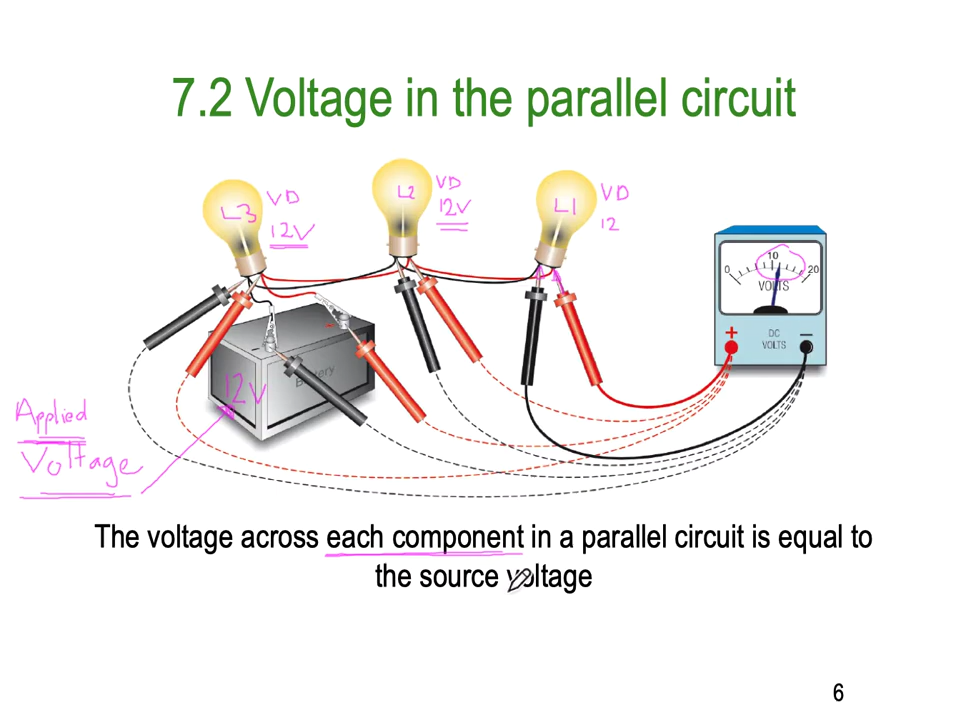 7.2 Voltage in the parallel circuit
L3
VD
12V
L2
VD
12V
L1
VD
12
0
10
20
VOLTS
+
DC
VOLTS
−
Battery
12V
Applied
Voltage
The voltage across each component in a parallel circuit is equal to
the source voltage
6